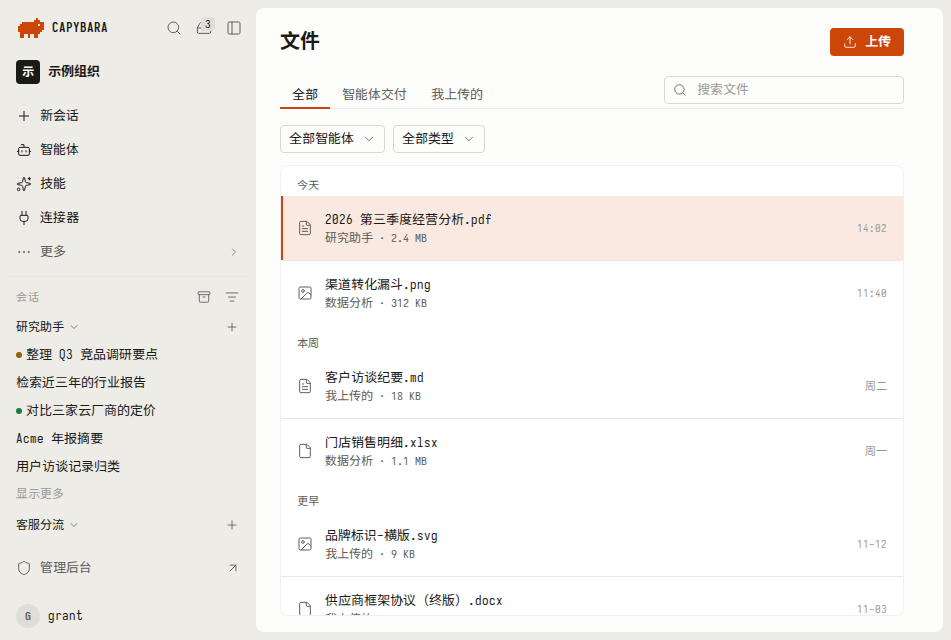 CAPYBARA
3
示 示例组织
新会话
智能体
技能
连接器
更多
会话
研究助手
整理 Q3 竞品调研要点
检索近三年的行业报告
对比三家云厂商的定价
Acme 年报摘要
用户访谈记录归类
显示更多
客服分流
管理后台
G grant
文件
上传
全部 智能体交付 我上传的
搜索文件
全部智能体 全部类型
今天
2026 第三季度经营分析.pdf
研究助手 · 2.4 MB
14:02
渠道转化漏斗.png
数据分析 · 312 KB
11:40
本周
客户访谈纪要.md
我上传的 · 18 KB
周二
门店销售明细.xlsx
数据分析 · 1.1 MB
周一
更早
品牌标识-横版.svg
我上传的 · 9 KB
11-12
供应商框架协议（终版）.docx
11-03